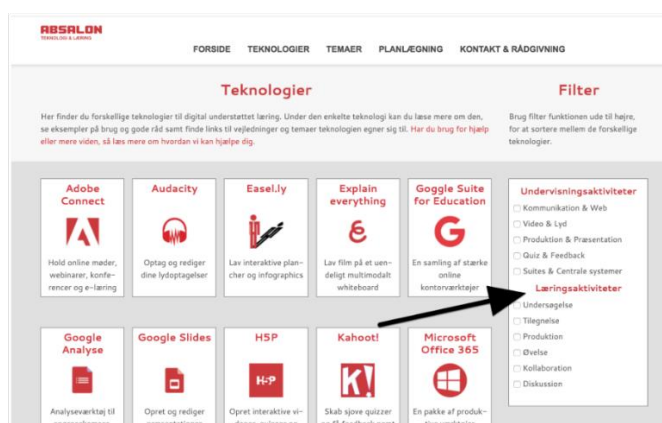 ABSALON
TEKNOLOGI & LÆRING
FORSIDE TEKNOLOGIER TEMAER PLANLÆGNING KONTAKT & RÅDGIVNING
Teknologier
Her finder du forskellige teknologier til digital understøttet læring. Under den enkelte teknologi kan du læse mere om den,
se eksempler på brug og gode råd samt finde links til vejledninger og temaer teknologien egner sig til. Har du brug for hjælp
eller mere viden, så læs mere om hvordan vi kan hjælpe dig.
Filter
Brug filter funktionen ude til højre,
for at sortere mellem de forskellige
teknologier.
Adobe
Connect
Hold online møder,
webinarer, konfe-
rencer og e-læring
Audacity
Optag og rediger
dine lydoptagelser
Easel.ly
Lav interaktive plan-
cher og infographics
Explain
everything
Lav film på et uen-
deligt multimodalt
whiteboard
Goggle Suite
for Education
G
En samling af stærke
online
kontorværktøjer
Google
Analyse
Analyseværktøj til
Google Slides
Opret og rediger
H5P
H5P
Opret interaktive vi-
Kahoot!
K!
Skab sjove quizzer
Microsoft
Office 365
En pakke af produk-
Undervisningsaktiviteter
Kommunikation & Web
Video & Lyd
Produktion & Præsentation
Quiz & Feedback
Suites & Centrale systemer
Læringsaktiviteter
Undersøgelse
Tilegnelse
Produktion
Øvelse
Kollaboration
Diskussion